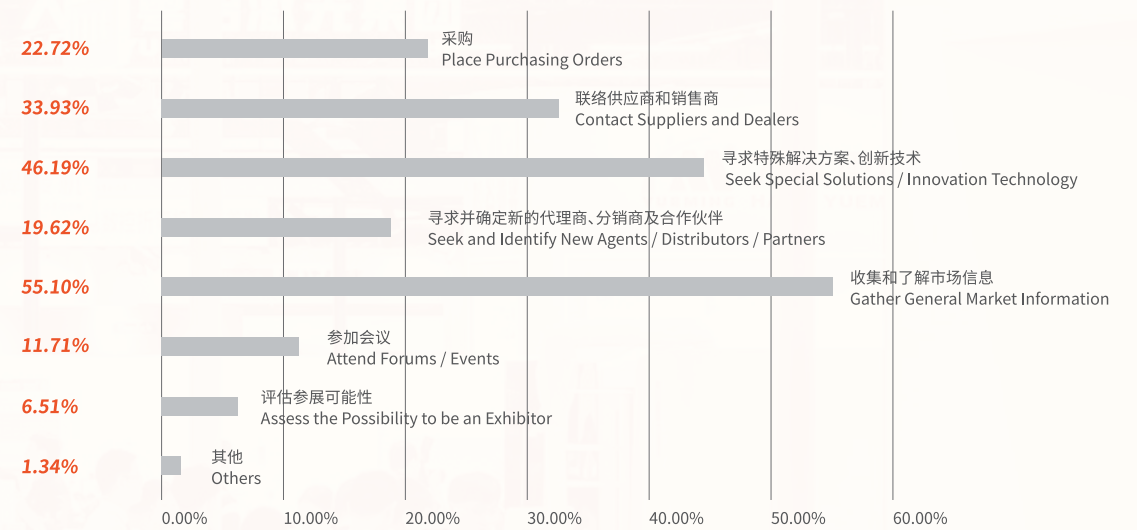 22.72%
采购
Place Purchasing Orders
33.93%
联络供应商和销售商
Contact Suppliers and Dealers
46.19%
寻求特殊解决方案、创新技术
Seek Special Solutions / Innovation Technology
19.62%
寻求并确定新的代理商、分销商及合作伙伴
Seek and Identify New Agents / Distributors / Partners
55.10%
收集和了解市场信息
Gather General Market Information
11.71%
参加会议
Attend Forums / Events
6.51%
评估参展可能性
Assess the Possibility to be an Exhibitor
1.34%
其他
Others
0.00% 10.00% 20.00% 30.00% 40.00% 50.00% 60.00%